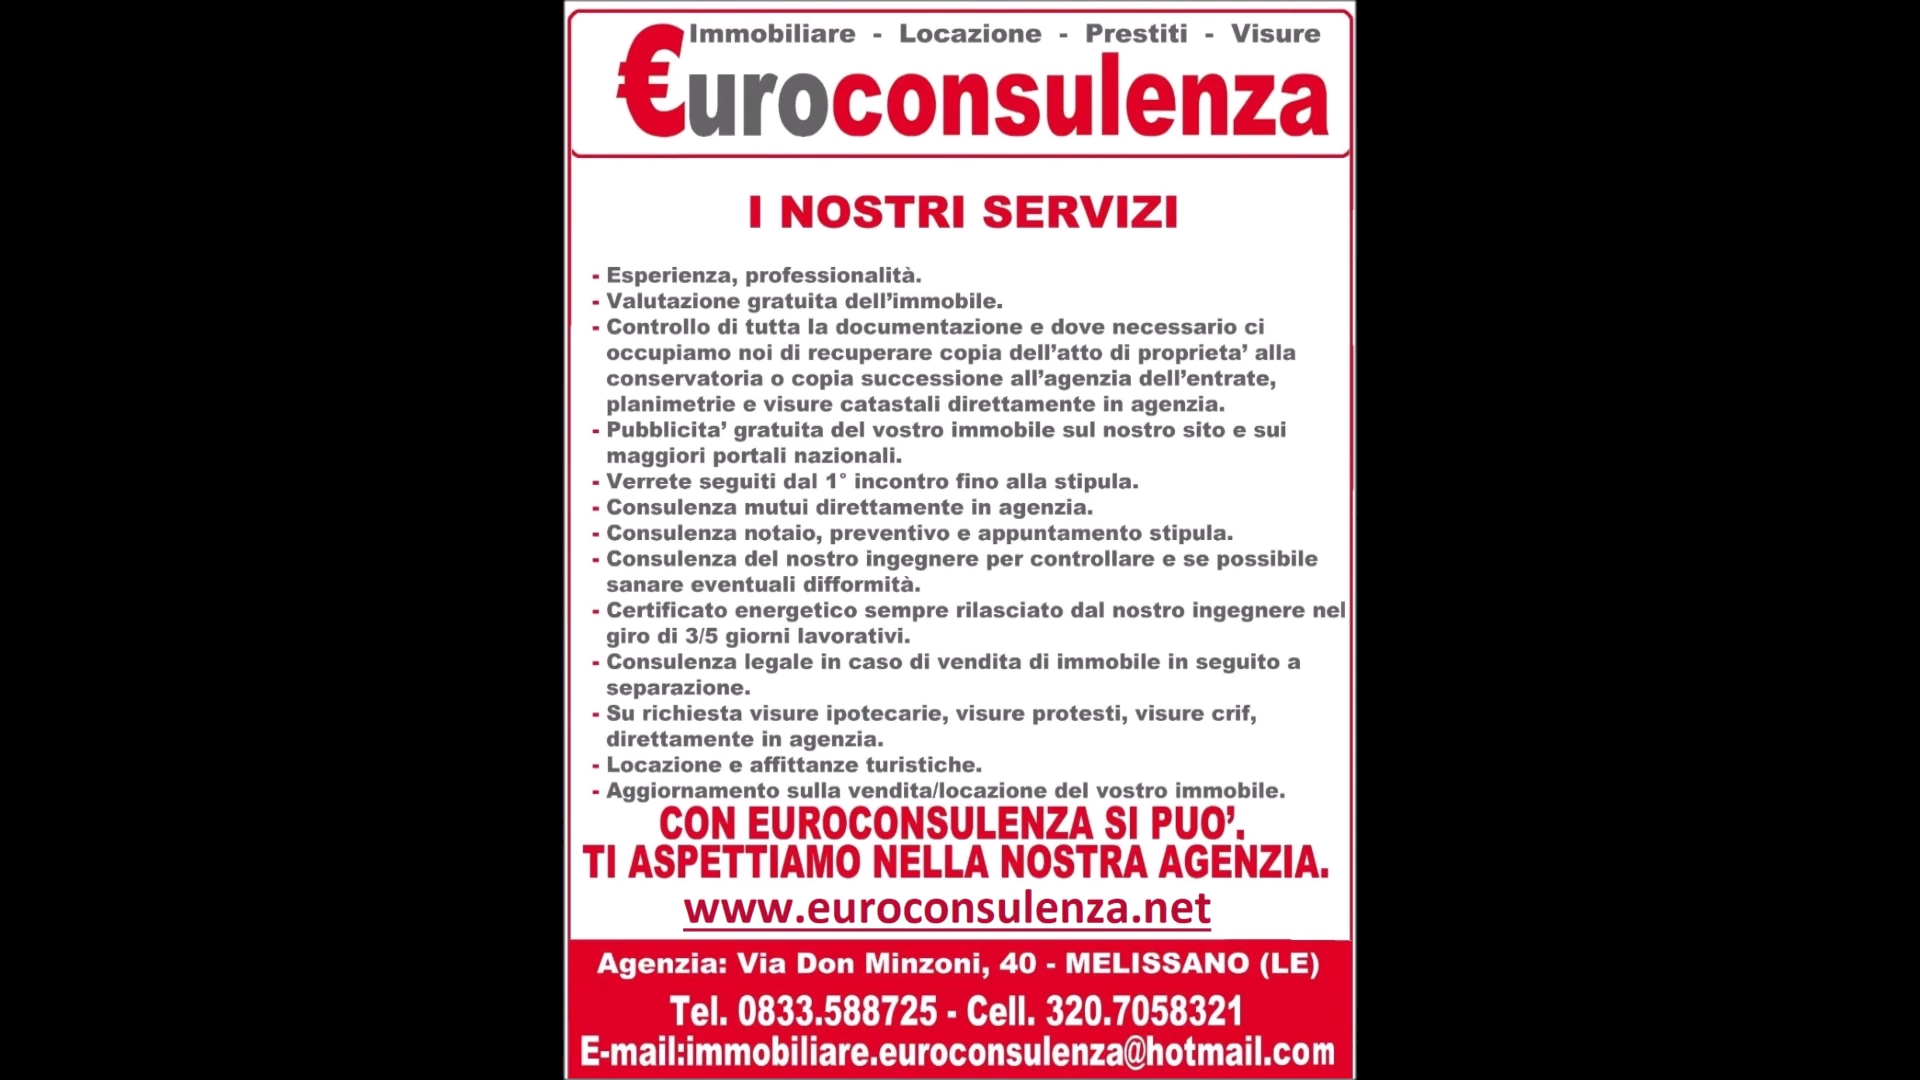 Immobiliare - Locazione - Prestiti - Visure
€uroconsulenza
I NOSTRI SERVIZI
- Esperienza, professionalità.
- Valutazione gratuita dell’immobile.
- Controllo di tutta la documentazione e dove necessario ci
occupiamo noi di recuperare copia dell’atto di proprieta’ alla
conservatoria o copia successione all’agenzia dell’entrate,
planimetrie e visure catastali direttamente in agenzia.
- Pubblicita’ gratuita del vostro immobile sul nostro sito e sui
maggiori portali nazionali.
- Verrete seguiti dal 1° incontro fino alla stipula.
- Consulenza mutui direttamente in agenzia.
- Consulenza notaio, preventivo e appuntamento stipula.
- Consulenza del nostro ingegnere per controllare e se possibile
sanare eventuali difformità.
- Certificato energetico sempre rilasciato dal nostro ingegnere nel
giro di 3/5 giorni lavorativi.
- Consulenza legale in caso di vendita di immobile in seguito a
separazione.
- Su richiesta visure ipotecarie, visure protesti, visure crif,
direttamente in agenzia.
- Locazione e affittanze turistiche.
- Aggiornamento sulla vendita/locazione del vostro immobile.
CON EUROCONSULENZA SI PUO’.
TI ASPETTIAMO NELLA NOSTRA AGENZIA.
www.euroconsulenza.net
Agenzia: Via Don Minzoni, 40 - MELISSANO (LE)
Tel. 0833.588725 - Cell. 320.7058321
E-mail:immobiliare.euroconsulenza@hotmail.com